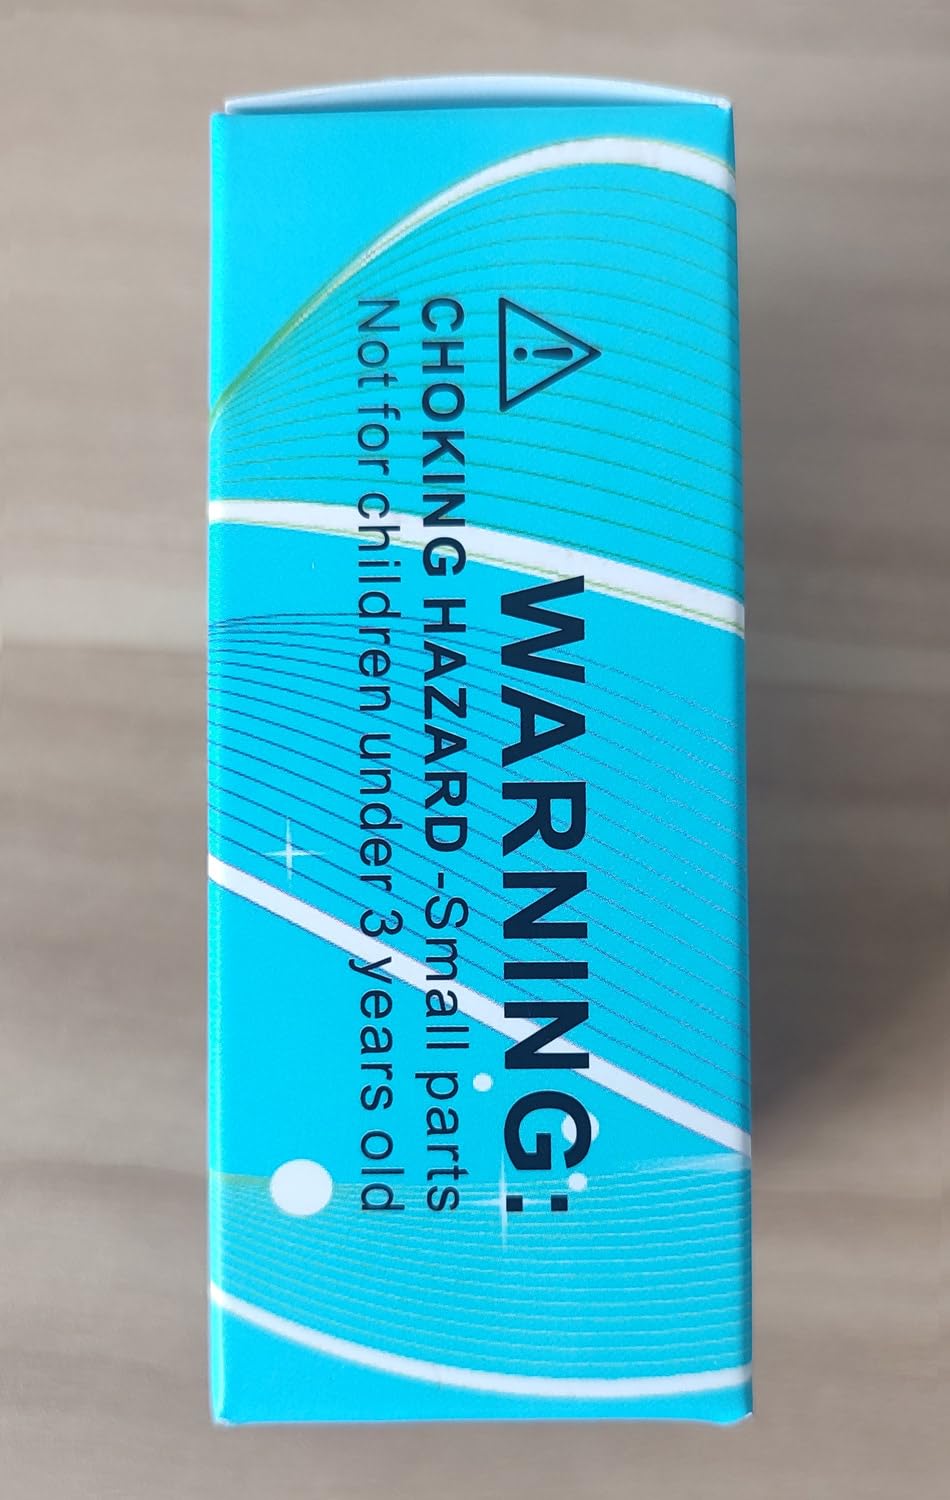 WARNING:
CHOKING HAZARD -Small parts
Not for children under 3 years old